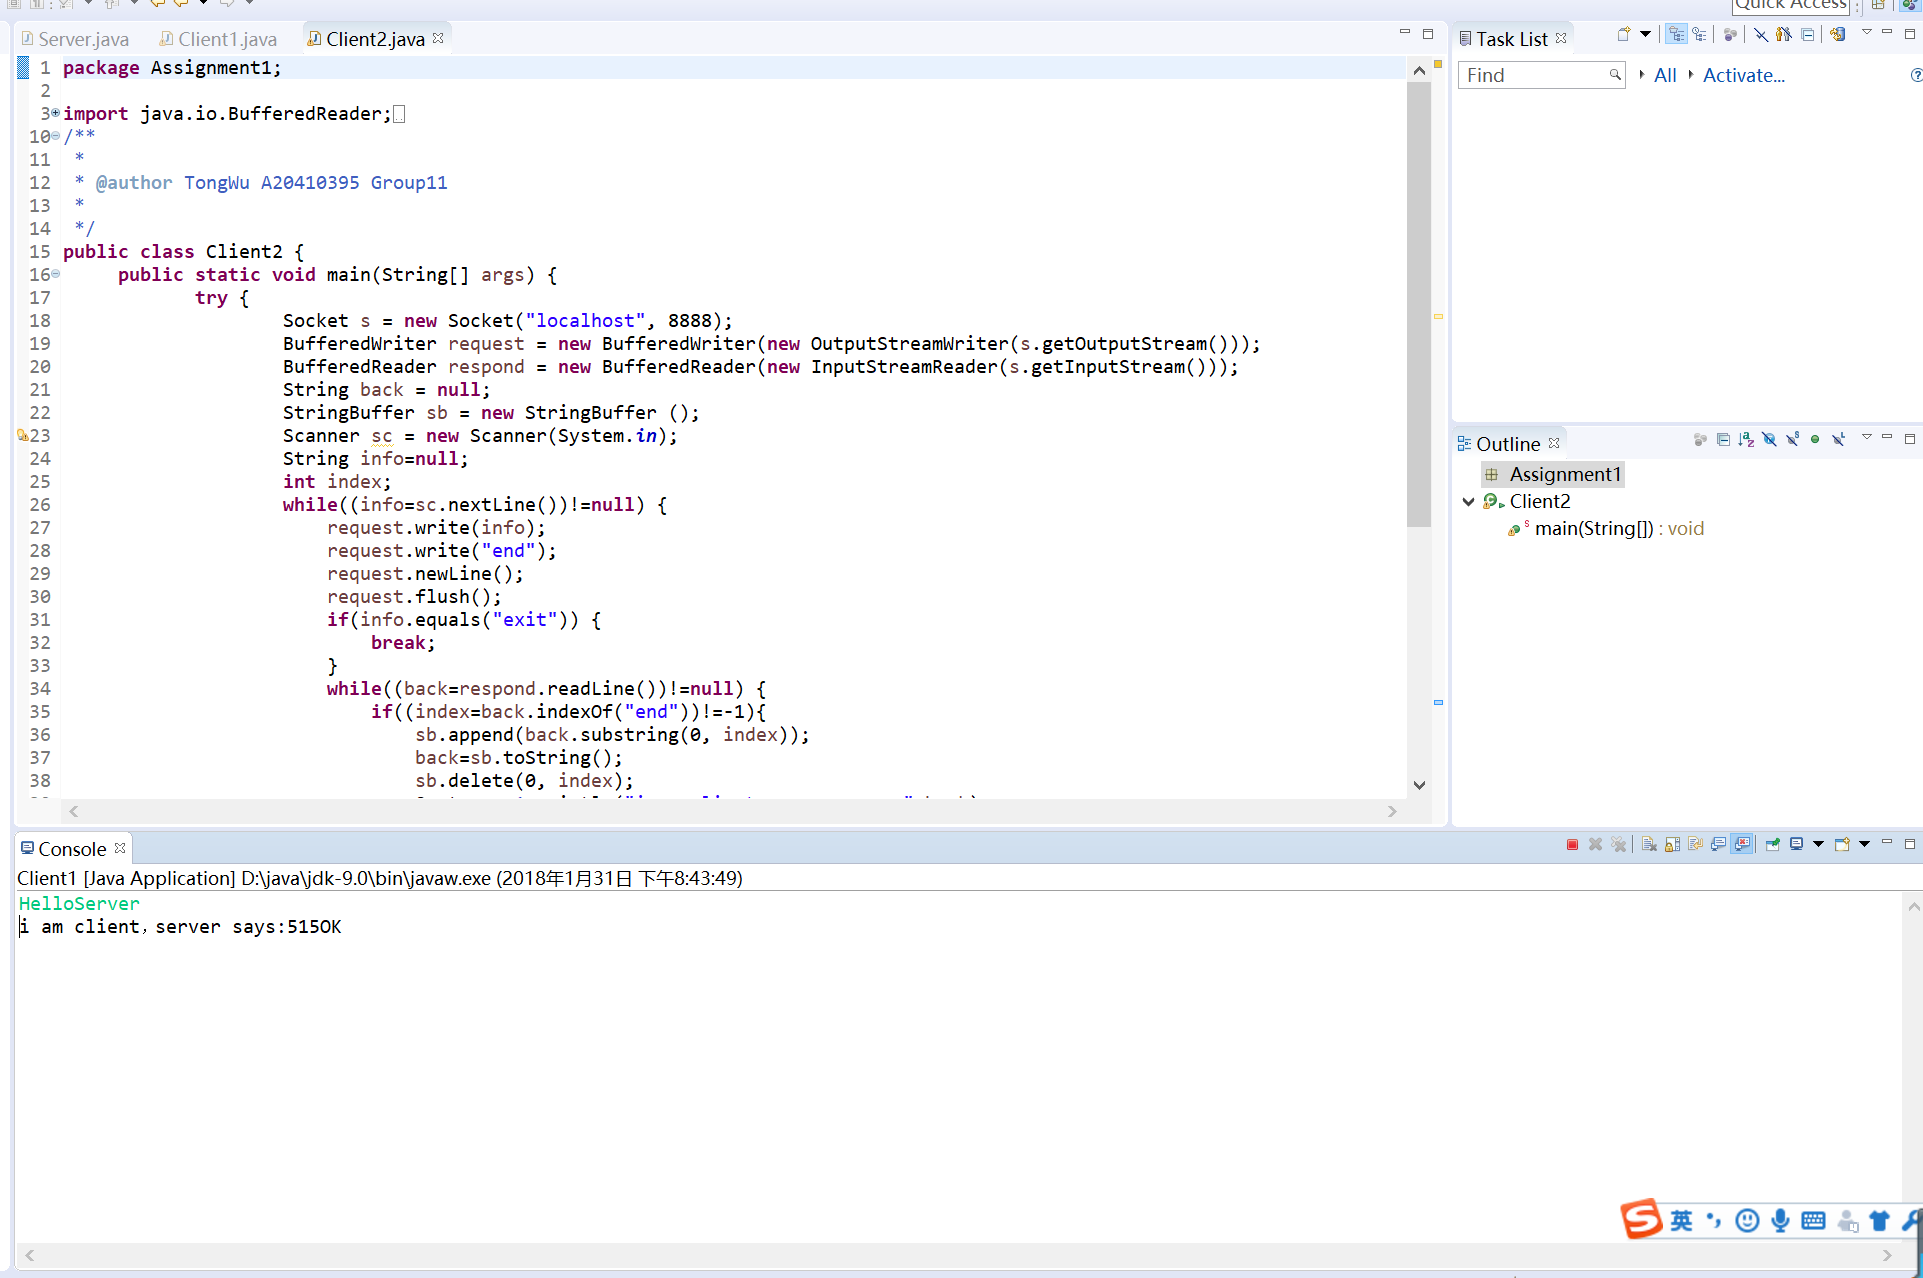 Quick Access
Server.java
Client1.java
Client2.java
1 package Assignment1;
2
3 import java.io.BufferedReader;
10 /**
11 *
12 * @author TongWu A20410395 Group11
13 *
14 */
15 public class Client2 {
16 public static void main(String[] args) {
17 try {
18 Socket s = new Socket("localhost", 8888);
19 BufferedWriter request = new BufferedWriter(new OutputStreamWriter(s.getOutputStream()));
20 BufferedReader respond = new BufferedReader(new InputStreamReader(s.getInputStream()));
21 String back = null;
22 StringBuffer sb = new StringBuffer ();
23 Scanner sc = new Scanner(System.in);
24 String info=null;
25 int index;
26 while((info=sc.nextLine())!=null) {
27 request.write(info);
28 request.write("end");
29 request.newLine();
30 request.flush();
31 if(info.equals("exit")) {
32 break;
33 }
34 while((back=respond.readLine())!=null) {
35 if((index=back.indexOf("end"))!=-1){
36 sb.append(back.substring(0, index));
37 back=sb.toString();
38 sb.delete(0, index);
Task List
Find
All
Activate...
Outline
Assignment1
Client2
main(String[]) : void
Console
Client1 [Java Application] D:\java\jdk-9.0\bin\javaw.exe (2018年1月31日 下午8:43:49)
HelloServer
i am client，server says:515OK
英